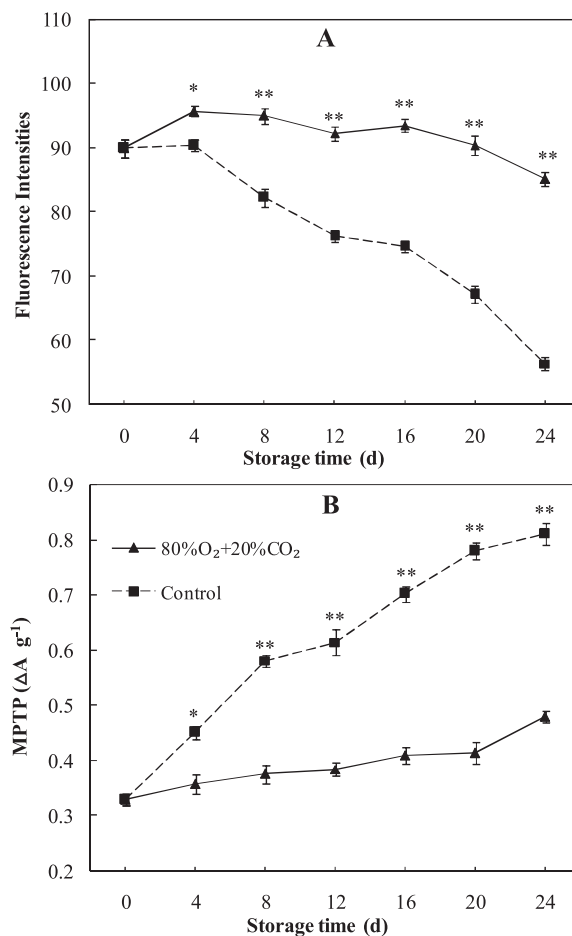 A
110
100
90
80
70
60
50
Fluorescence Intensities
*
**
**
**
**
**
0 4 8 12 16 20 24
Storage time (d)
B
0.9
0.8
0.7
0.6
0.5
0.4
0.3
0.2
MPTP (△A g⁻¹)
80%O₂+20%CO₂
Control
*
**
**
**
**
**
0 4 8 12 16 20 24
Storage time (d)